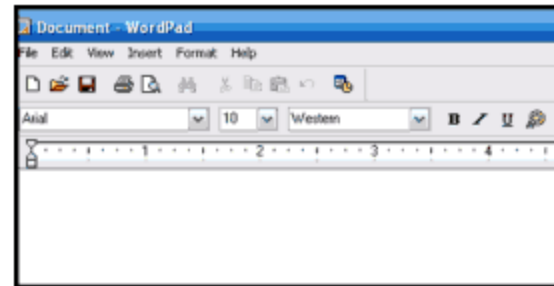 Document - WordPad
File Edit View Insert Format Help
Arial 10 Western B I U
1 2 3 4